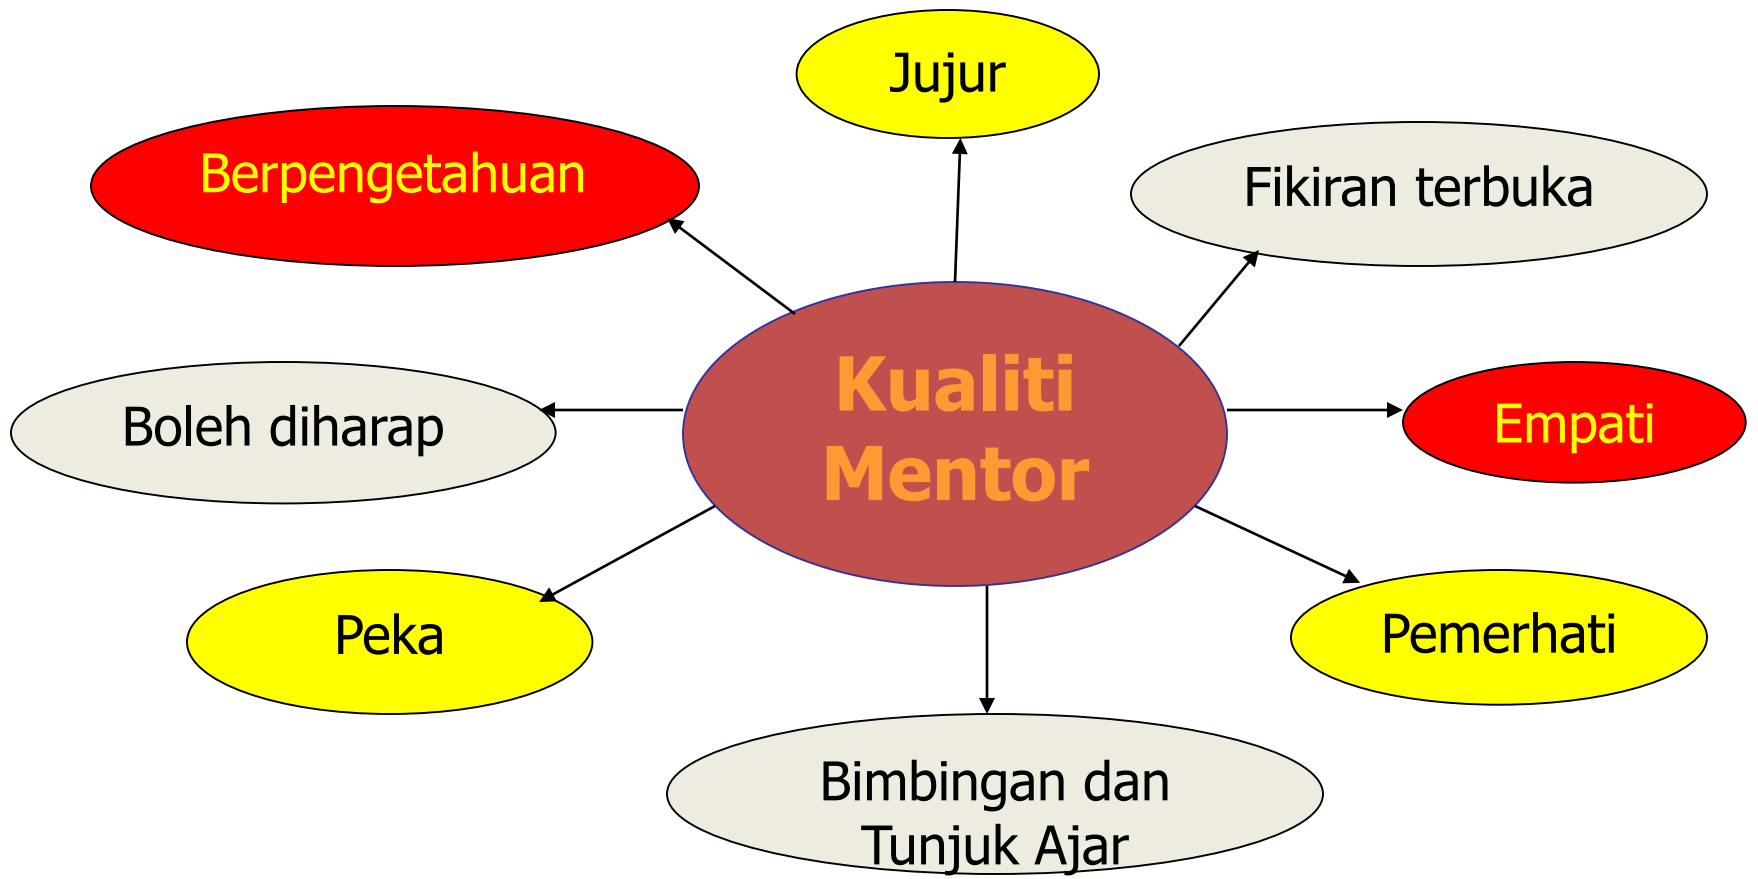 Jujur
Berpengetahuan
Fikiran terbuka
Kualiti
Mentor
Boleh diharap
Empati
Peka
Pemerhati
Bimbingan dan
Tunjuk Ajar